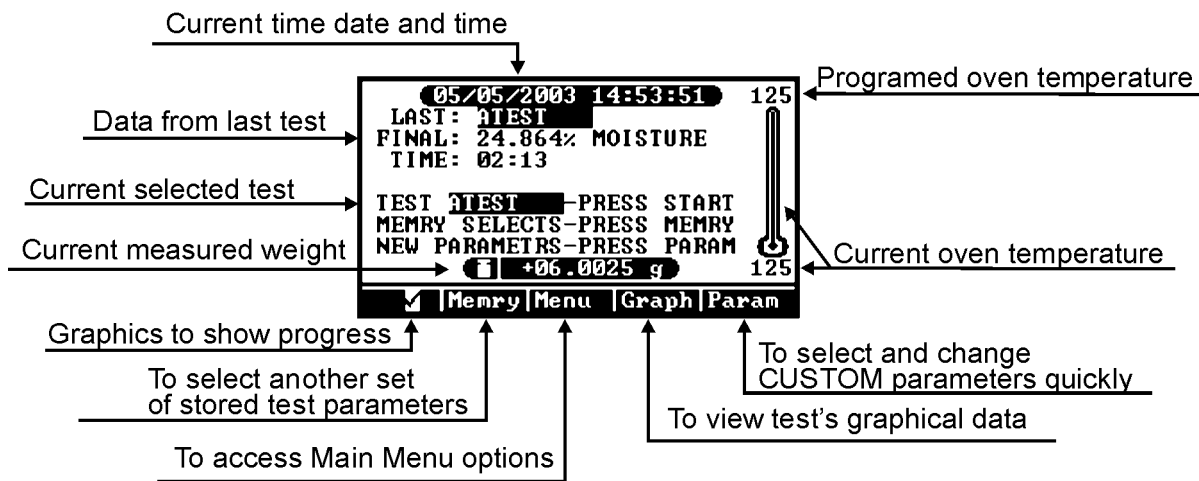 Current time date and time
Programed oven temperature
Data from last test
Current selected test
Current measured weight
05/05/2003 14:53:51
125
LAST: ATEST
FINAL: 24.864% MOISTURE
TIME: 02:13
TEST ATEST -PRESS START
MEMRY SELECTS-PRESS MEMRY
NEW PARAMETRS-PRESS PARAM
+06.0025 g
125
Memry|Menu |Graph|Param
Current oven temperature
Graphics to show progress
To select another set
of stored test parameters
To access Main Menu options
To view test's graphical data
To select and change
CUSTOM parameters quickly